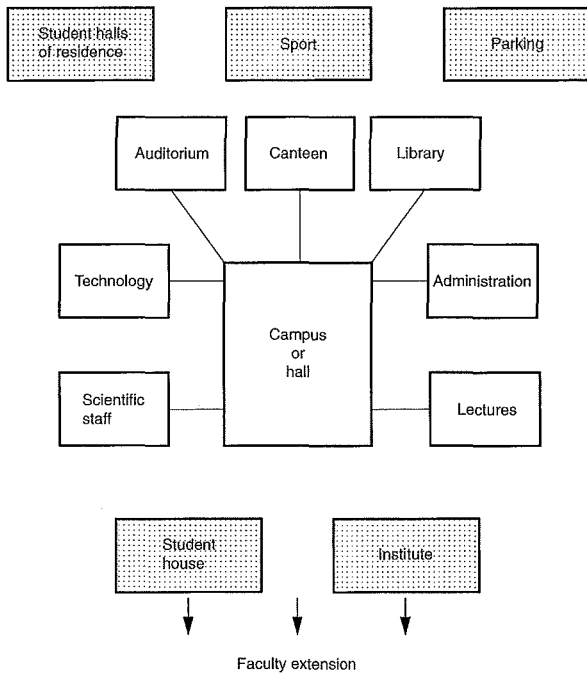 Student halls
of residence
Sport
Parking
Auditorium
Canteen
Library
Technology
Campus
or
hall
Administration
Scientific
staff
Lectures
Student
house
Institute
Faculty extension